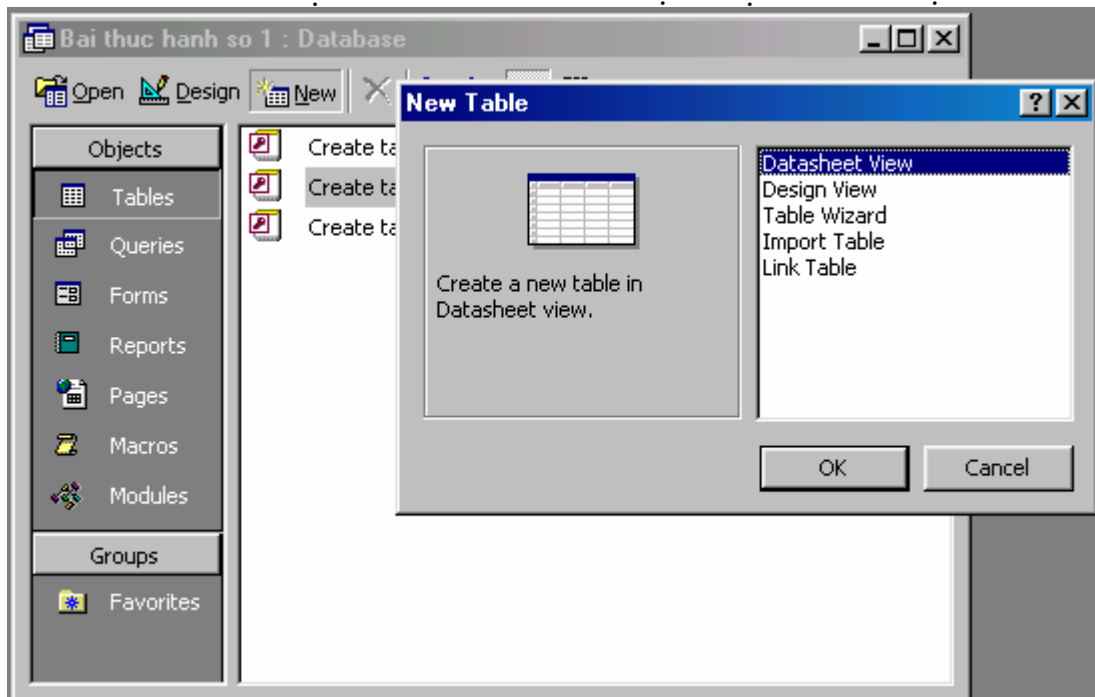 Bai thuc hanh so 1 : Database
Open Design New
New Table
Objects
Tables
Queries
Forms
Reports
Pages
Macros
Modules
Groups
Favorites
Create ta
Create ta
Create ta
Create a new table in
Datasheet view.
Datasheet View
Design View
Table Wizard
Import Table
Link Table
OK Cancel